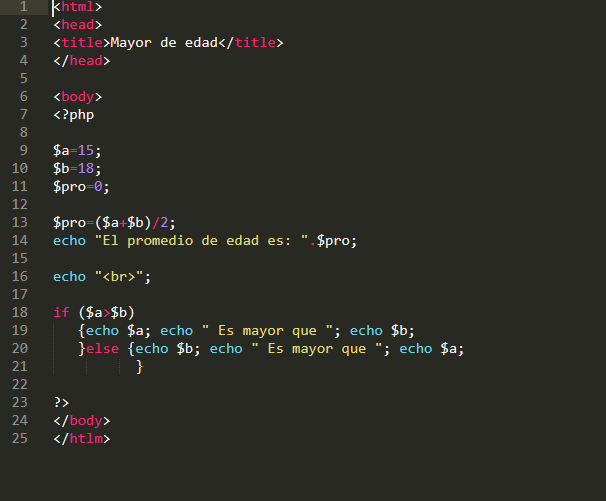 1 <html>
2 <head>
3 <title>Mayor de edad</title>
4 </head>
5
6 <body>
7 <?php
8
9 $a=15;
10 $b=18;
11 $pro=0;
12
13 $pro=($a+$b)/2;
14 echo "El promedio de edad es: ".$pro;
15
16 echo "<br>";
17
18 if ($a>$b)
19 {echo $a; echo " Es mayor que "; echo $b;
20 }else {echo $b; echo " Es mayor que "; echo $a;
21 }
22
23 ?>
24 </body>
25 </htlm>